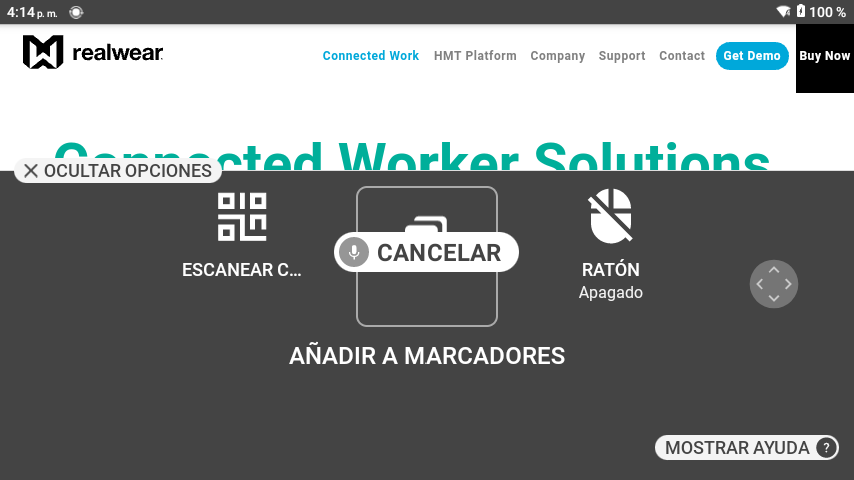 4:14 p. m.
100 %
realwear
Connected Work
HMT Platform
Company
Support
Contact
Get Demo
Buy Now
Connected Worker Solutions
OCULTAR OPCIONES
ESCANEAR C...
CANCELAR
RATÓN
Apagado
AÑADIR A MARCADORES
MOSTRAR AYUDA ?